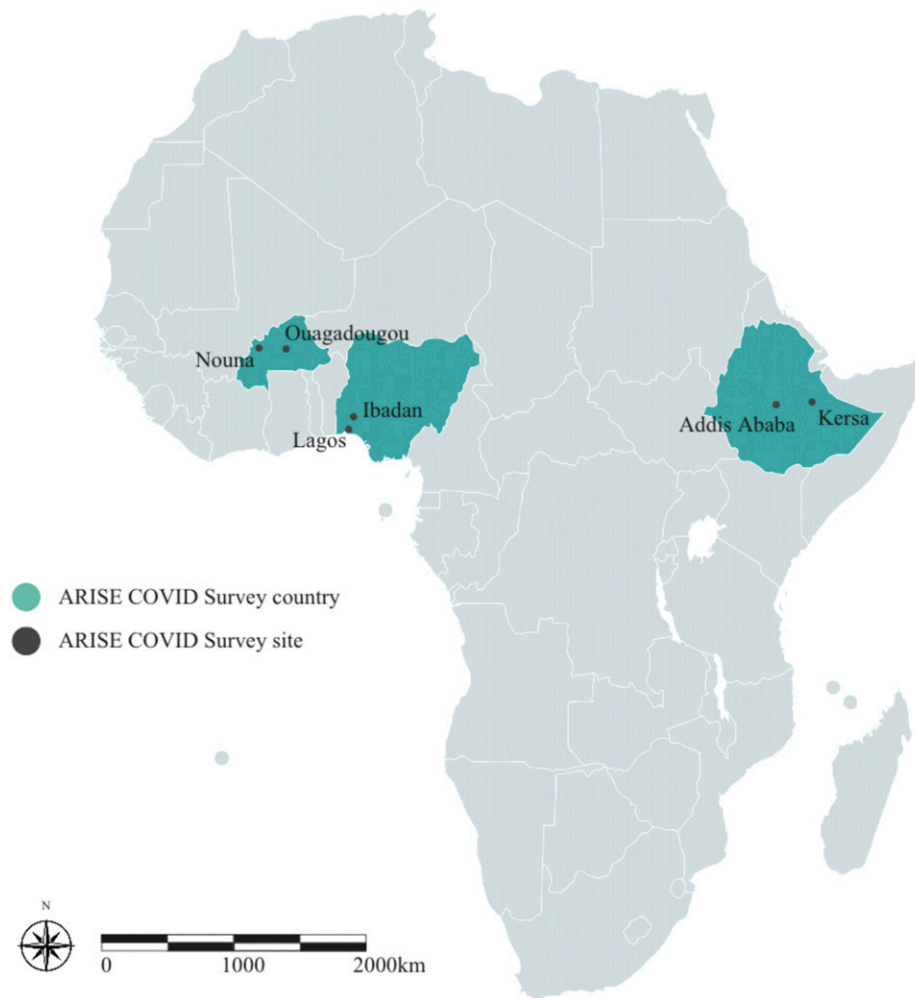 Ouagadougou
Nouna
Ibadan
Lagos
Addis Ababa
Kersa
ARISE COVID Survey country
ARISE COVID Survey site
N
0 1000 2000km